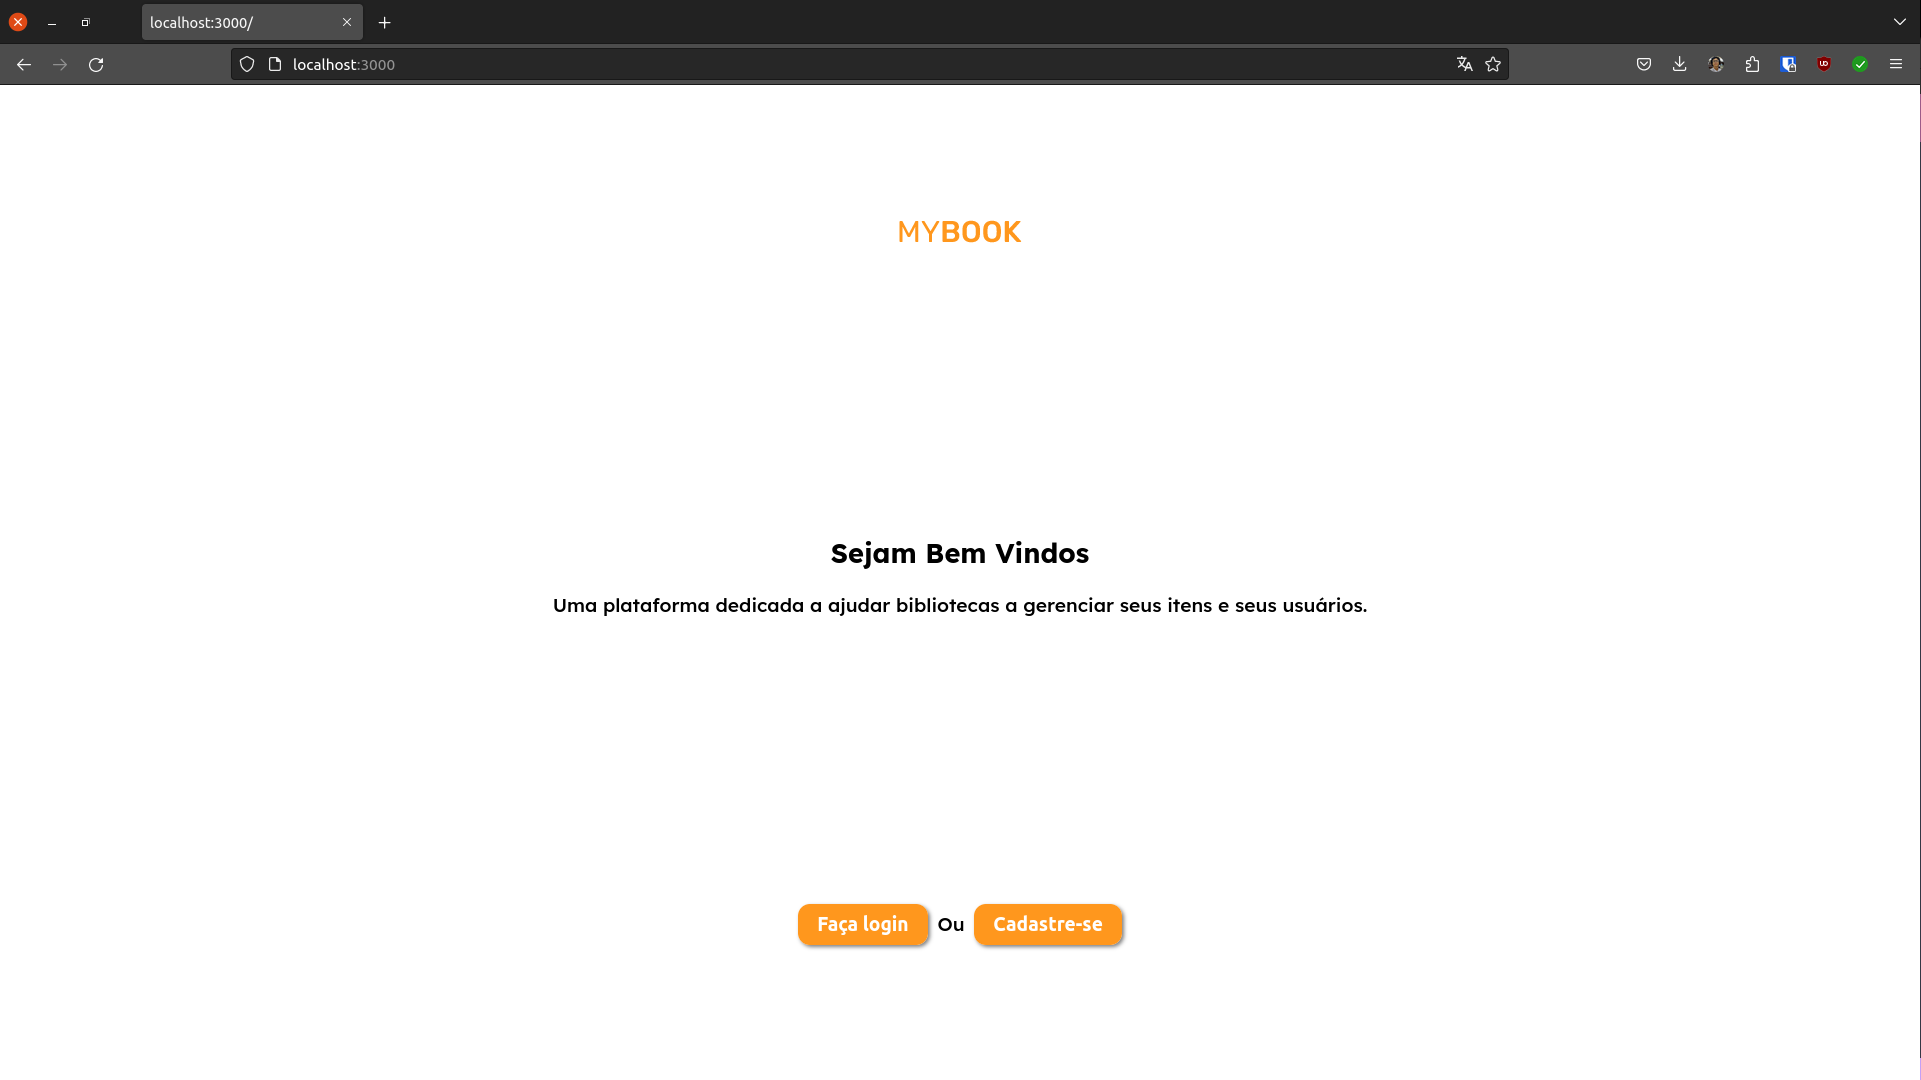 localhost:3000/
localhost:3000
MYBOOK
Sejam Bem Vindos
Uma plataforma dedicada a ajudar bibliotecas a gerenciar seus itens e seus usuários.
Faça login Ou Cadastre-se